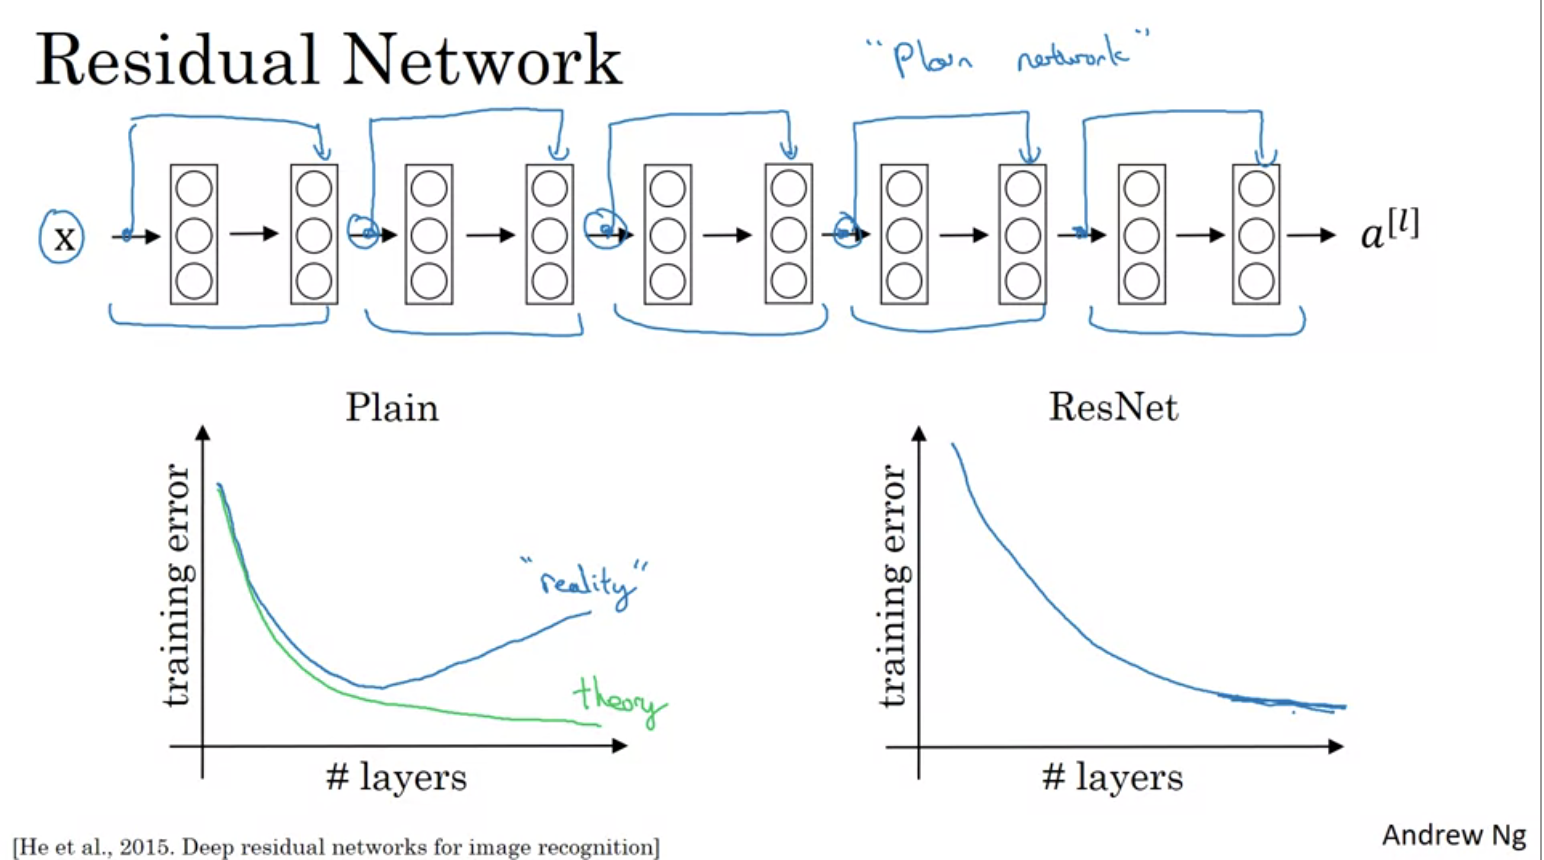 Residual Network
"Plain network"
x
a[l]
Plain
ResNet
training error
"reality"
theory
# layers
training error
# layers
[He et al., 2015. Deep residual networks for image recognition]
Andrew Ng